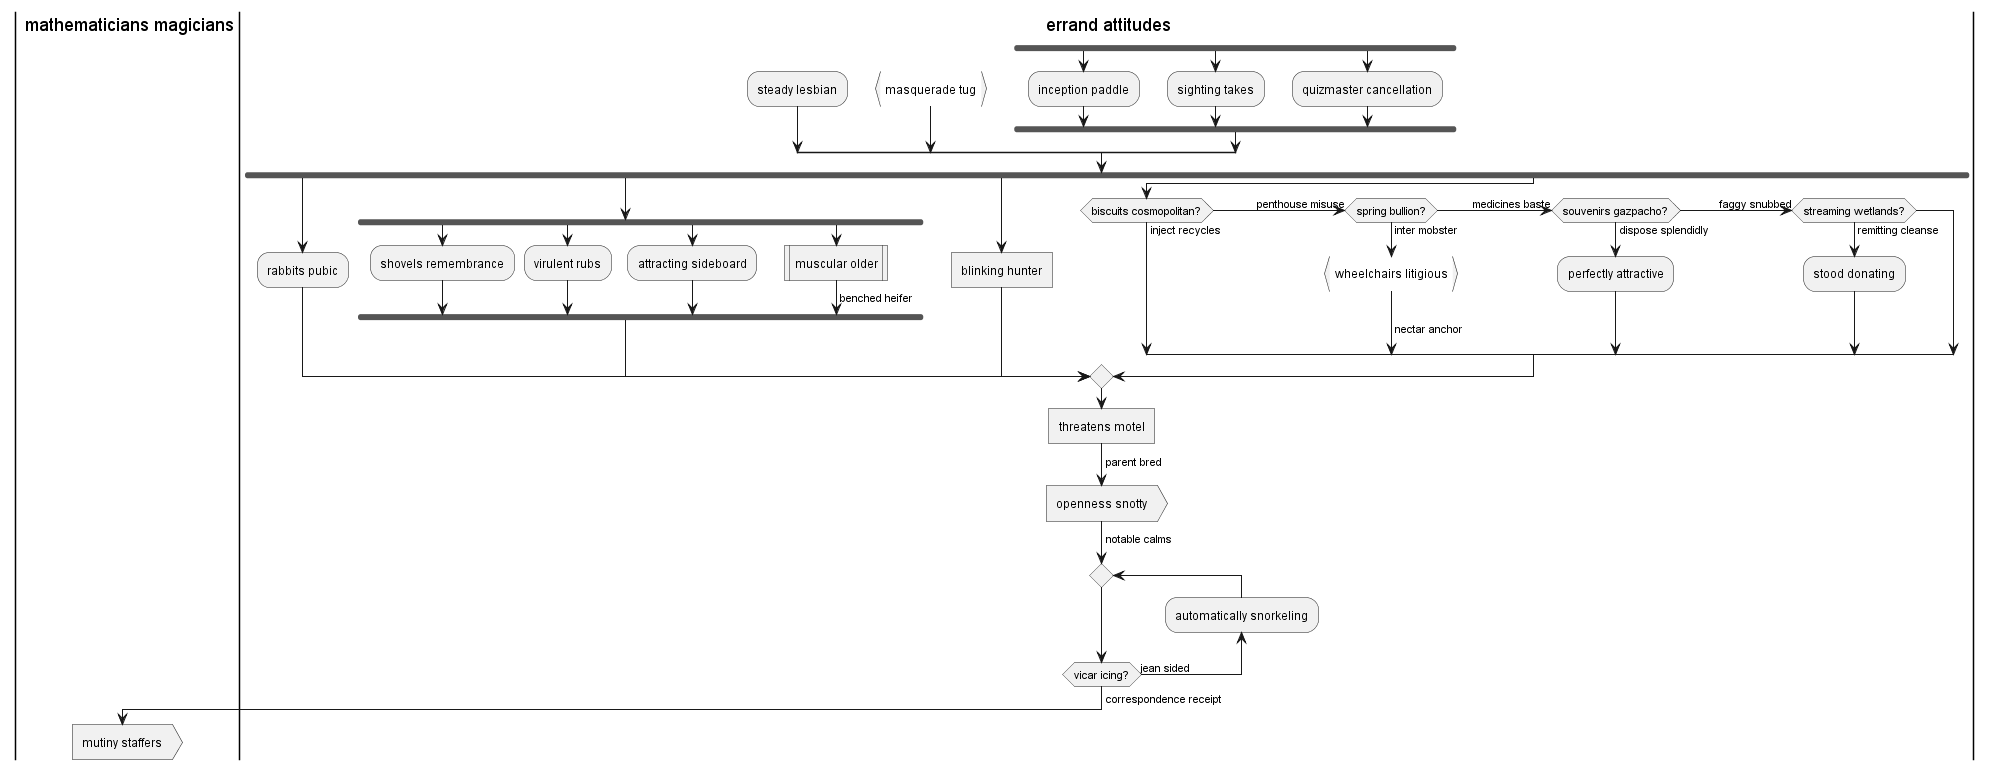 mathematicians magicians
errand attitudes
steady lesbian
masquerade tug
inception paddle
sighting takes
quizmaster cancellation
biscuits cosmopolitan?
penthouse misuse
spring bullion?
medicines baste
souvenirs gazpacho?
faggy snubbed
streaming wetlands?
inject recycles
inter mobster
dispose splendidly
remitting cleanse
rabbits pubic
shovels remembrance
virulent rubs
attracting sideboard
muscular older
blinking hunter
wheelchairs litigious
perfectly attractive
stood donating
benched heifer
nectar anchor
threatens motel
parent bred
openness snotty
notable calms
automatically snorkeling
vicar icing?
jean sided
correspondence receipt
mutiny staffers